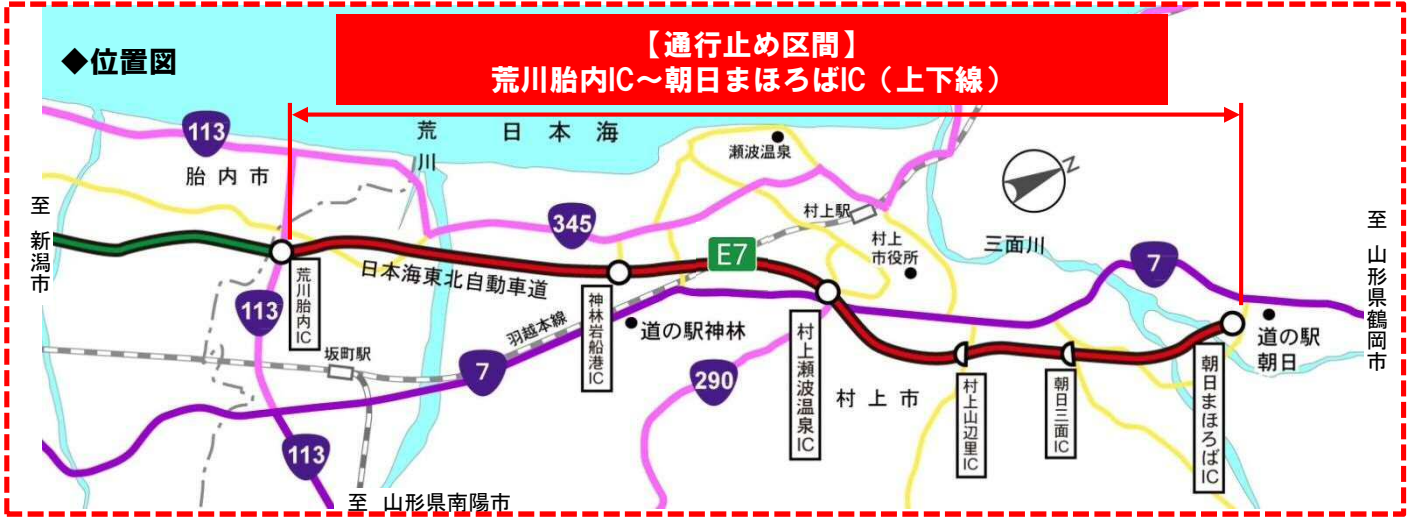 ◆位置図
【通行止め区間】
荒川胎内IC～朝日まほろばIC（上下線）
113
荒川
日本海
胎内市
瀬波温泉
N
至 新潟市
345
村上駅
村上
市役所
三面川
至 山形県鶴岡市
E7
7
荒川胎内IC
日本海東北自動車道
神林岩船港IC
113
羽越本線
道の駅神林
村上瀬波温泉IC
道の駅
朝日
坂町駅
7
290
村上市
村上山辺里IC
朝日三面IC
朝日まほろばIC
113
至 山形県南陽市